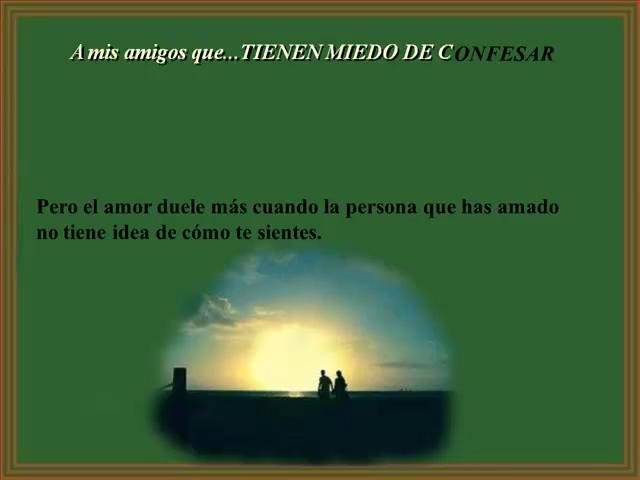 A mis amigos que...TIENEN MIEDO DE CONFESAR
Pero el amor duele más cuando la persona que has amado
no tiene idea de cómo te sientes.